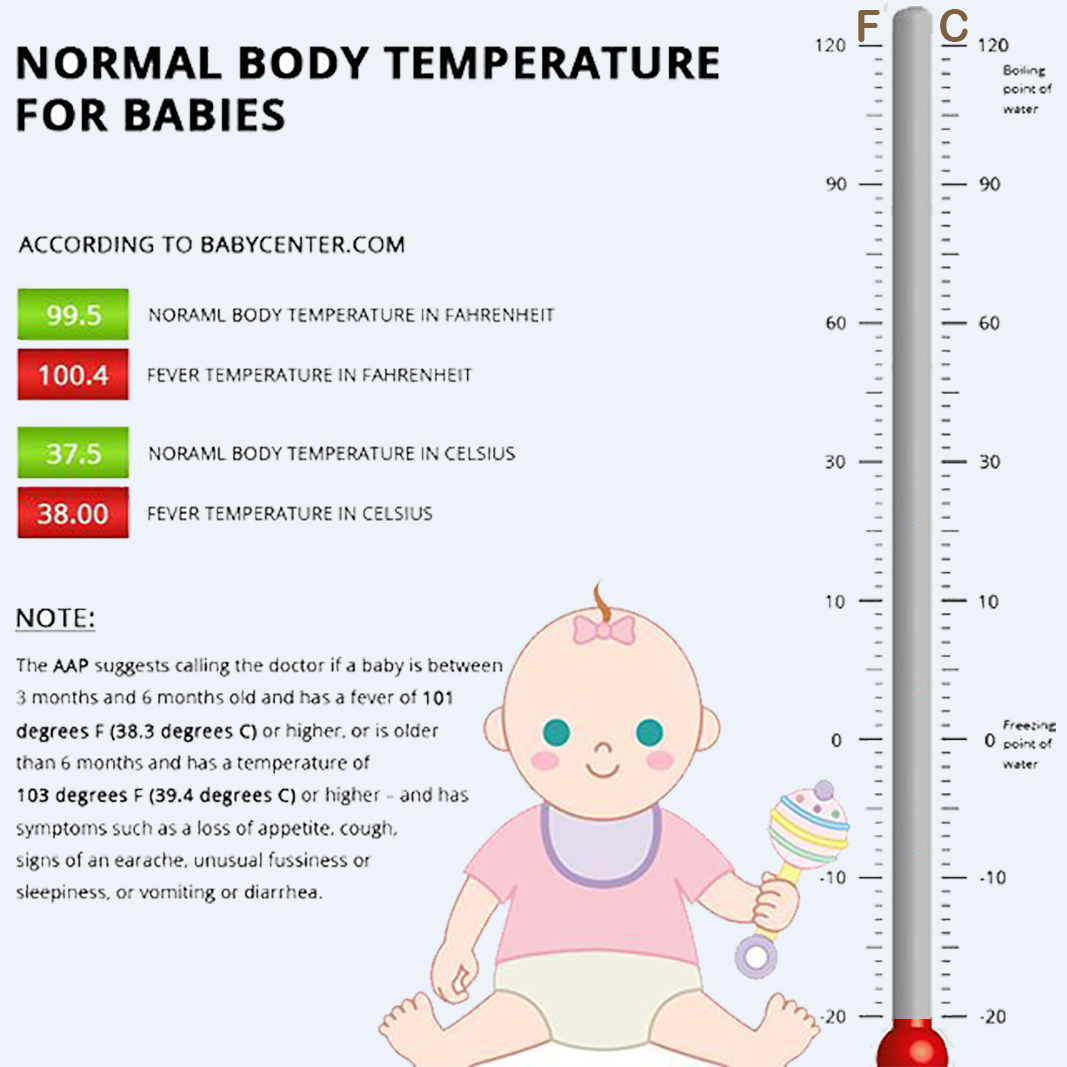 NORMAL BODY TEMPERATURE
FOR BABIES
ACCORDING TO BABYCENTER.COM
99.5 NORAML BODY TEMPERATURE IN FAHRENHEIT
100.4 FEVER TEMPERATURE IN FAHRENHEIT
37.5 NORAML BODY TEMPERATURE IN CELSIUS
38.00 FEVER TEMPERATURE IN CELSIUS
NOTE:
The AAP suggests calling the doctor if a baby is between
3 months and 6 months old and has a fever of 101
degrees F (38.3 degrees C) or higher, or is older
than 6 months and has a temperature of
103 degrees F (39.4 degrees C) or higher – and has
symptoms such as a loss of appetite, cough,
signs of an earache, unusual fussiness or
sleepiness, or vomiting or diarrhea.
F C
120 120
Boiling
point of
water
90 90
60 60
30 30
10 10
0 0
Freezing
point of
water
-10 -10
-20 -20